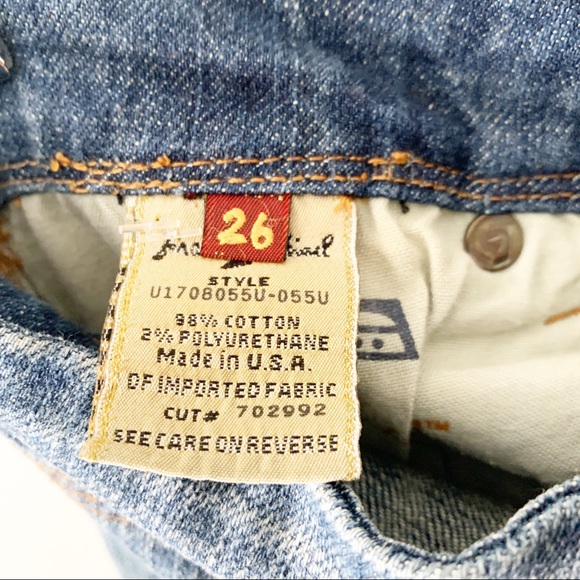 26
STYLE
U1708055U-055U
98% COTTON
2% POLYURETHANE
Made in U.S.A.
OF IMPORTED FABRIC
CUT# 702992
SEE CARE ON REVERSE
TM